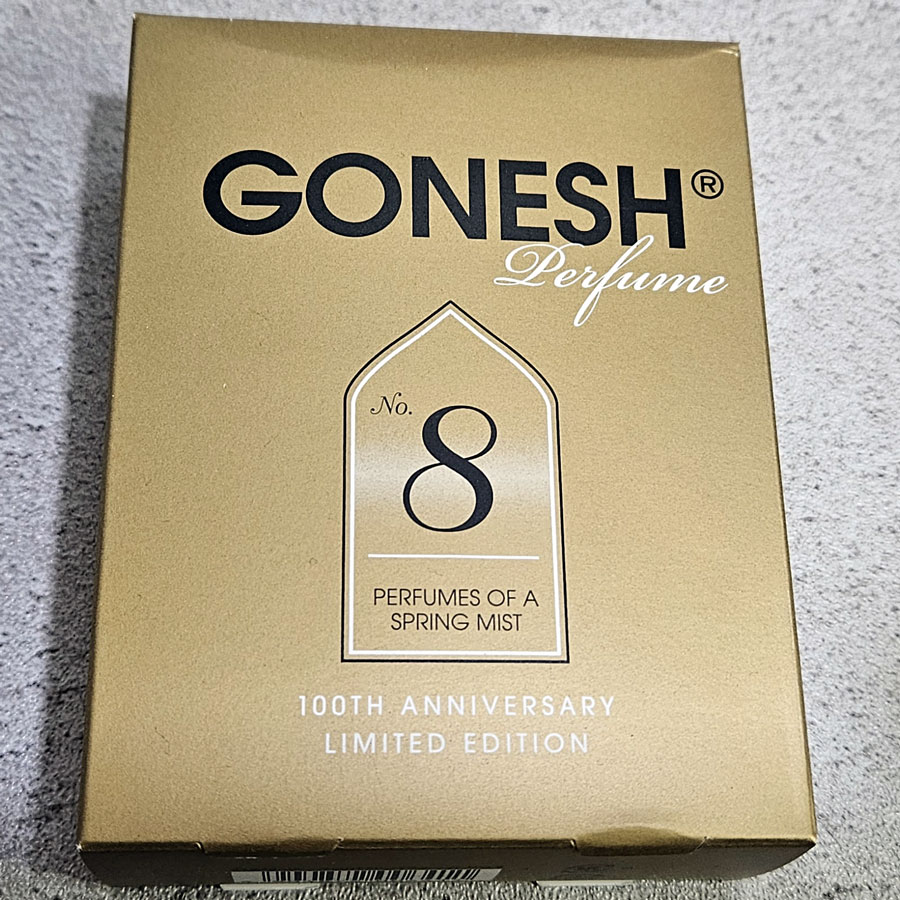 GONESH®
Perfume
No.
8
PERFUMES OF A
SPRING MIST
100TH ANNIVERSARY
LIMITED EDITION